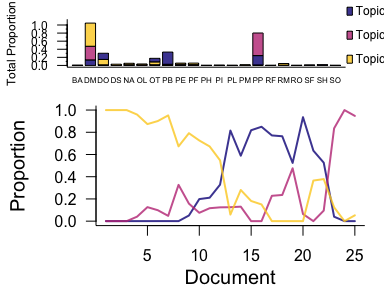 Total Proportion
1.0
0.8
0.6
0.4
0.2
0.0
BA DM DO DS NA OL OT PB PE PF PH PI PL PM PP RF RM RO SF SH SO
Topic
Topic
Topic
Proportion
1.0
0.8
0.6
0.4
0.2
0.0
5 10 15 20 25
Document